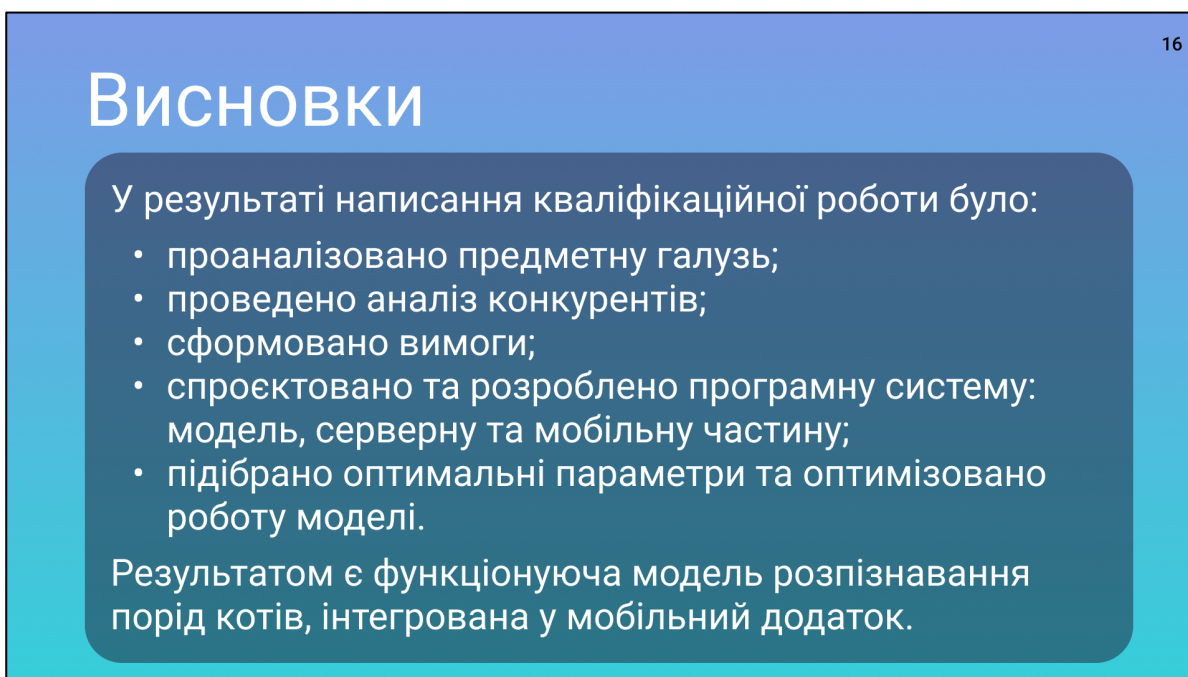 16
Висновки
У результаті написання кваліфікаційної роботи було:
• проаналізовано предметну галузь;
• проведено аналіз конкурентів;
• сформовано вимоги;
• спроєктовано та розроблено програмну систему:
модель, серверну та мобільну частину;
• підібрано оптимальні параметри та оптимізовано
роботу моделі.
Результатом є функціонуюча модель розпізнавання
порід котів, інтегрована у мобільний додаток.